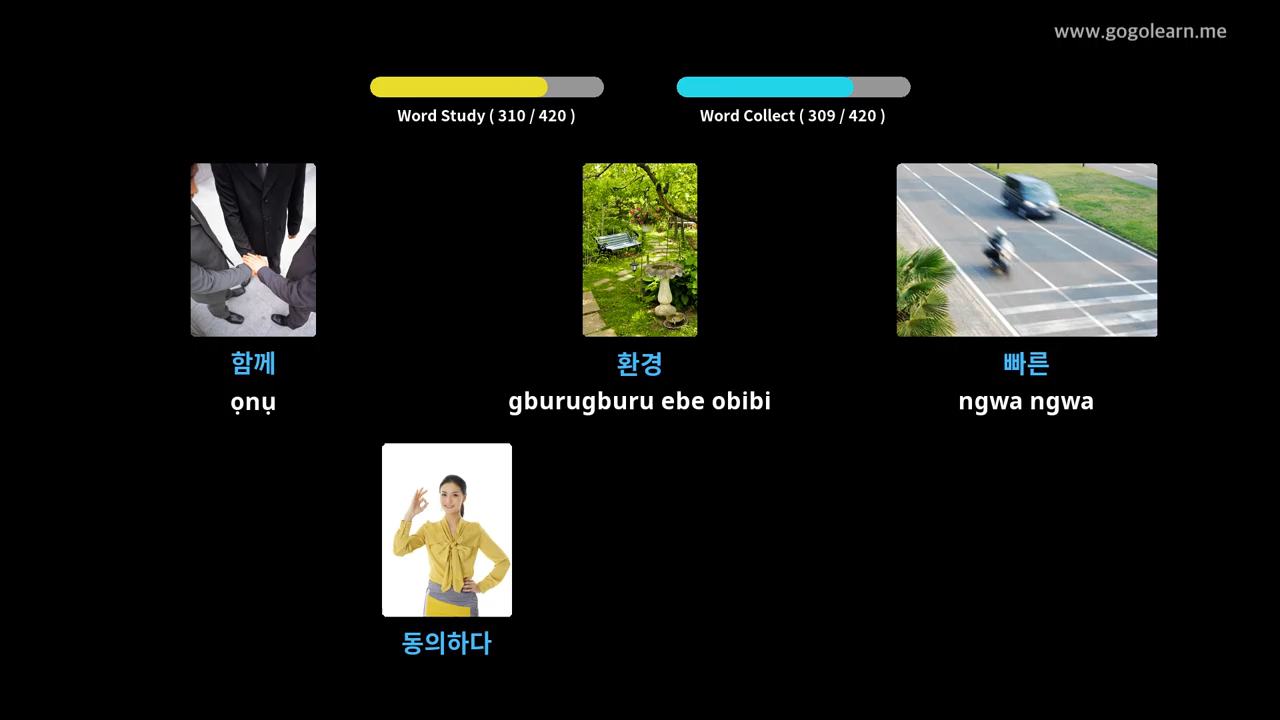 www.gogolearn.me
Word Study ( 310 / 420 )
Word Collect ( 309 / 420 )
함께
ọnụ
환경
gburugburu ebe obibi
빠른
ngwa ngwa
동의하다